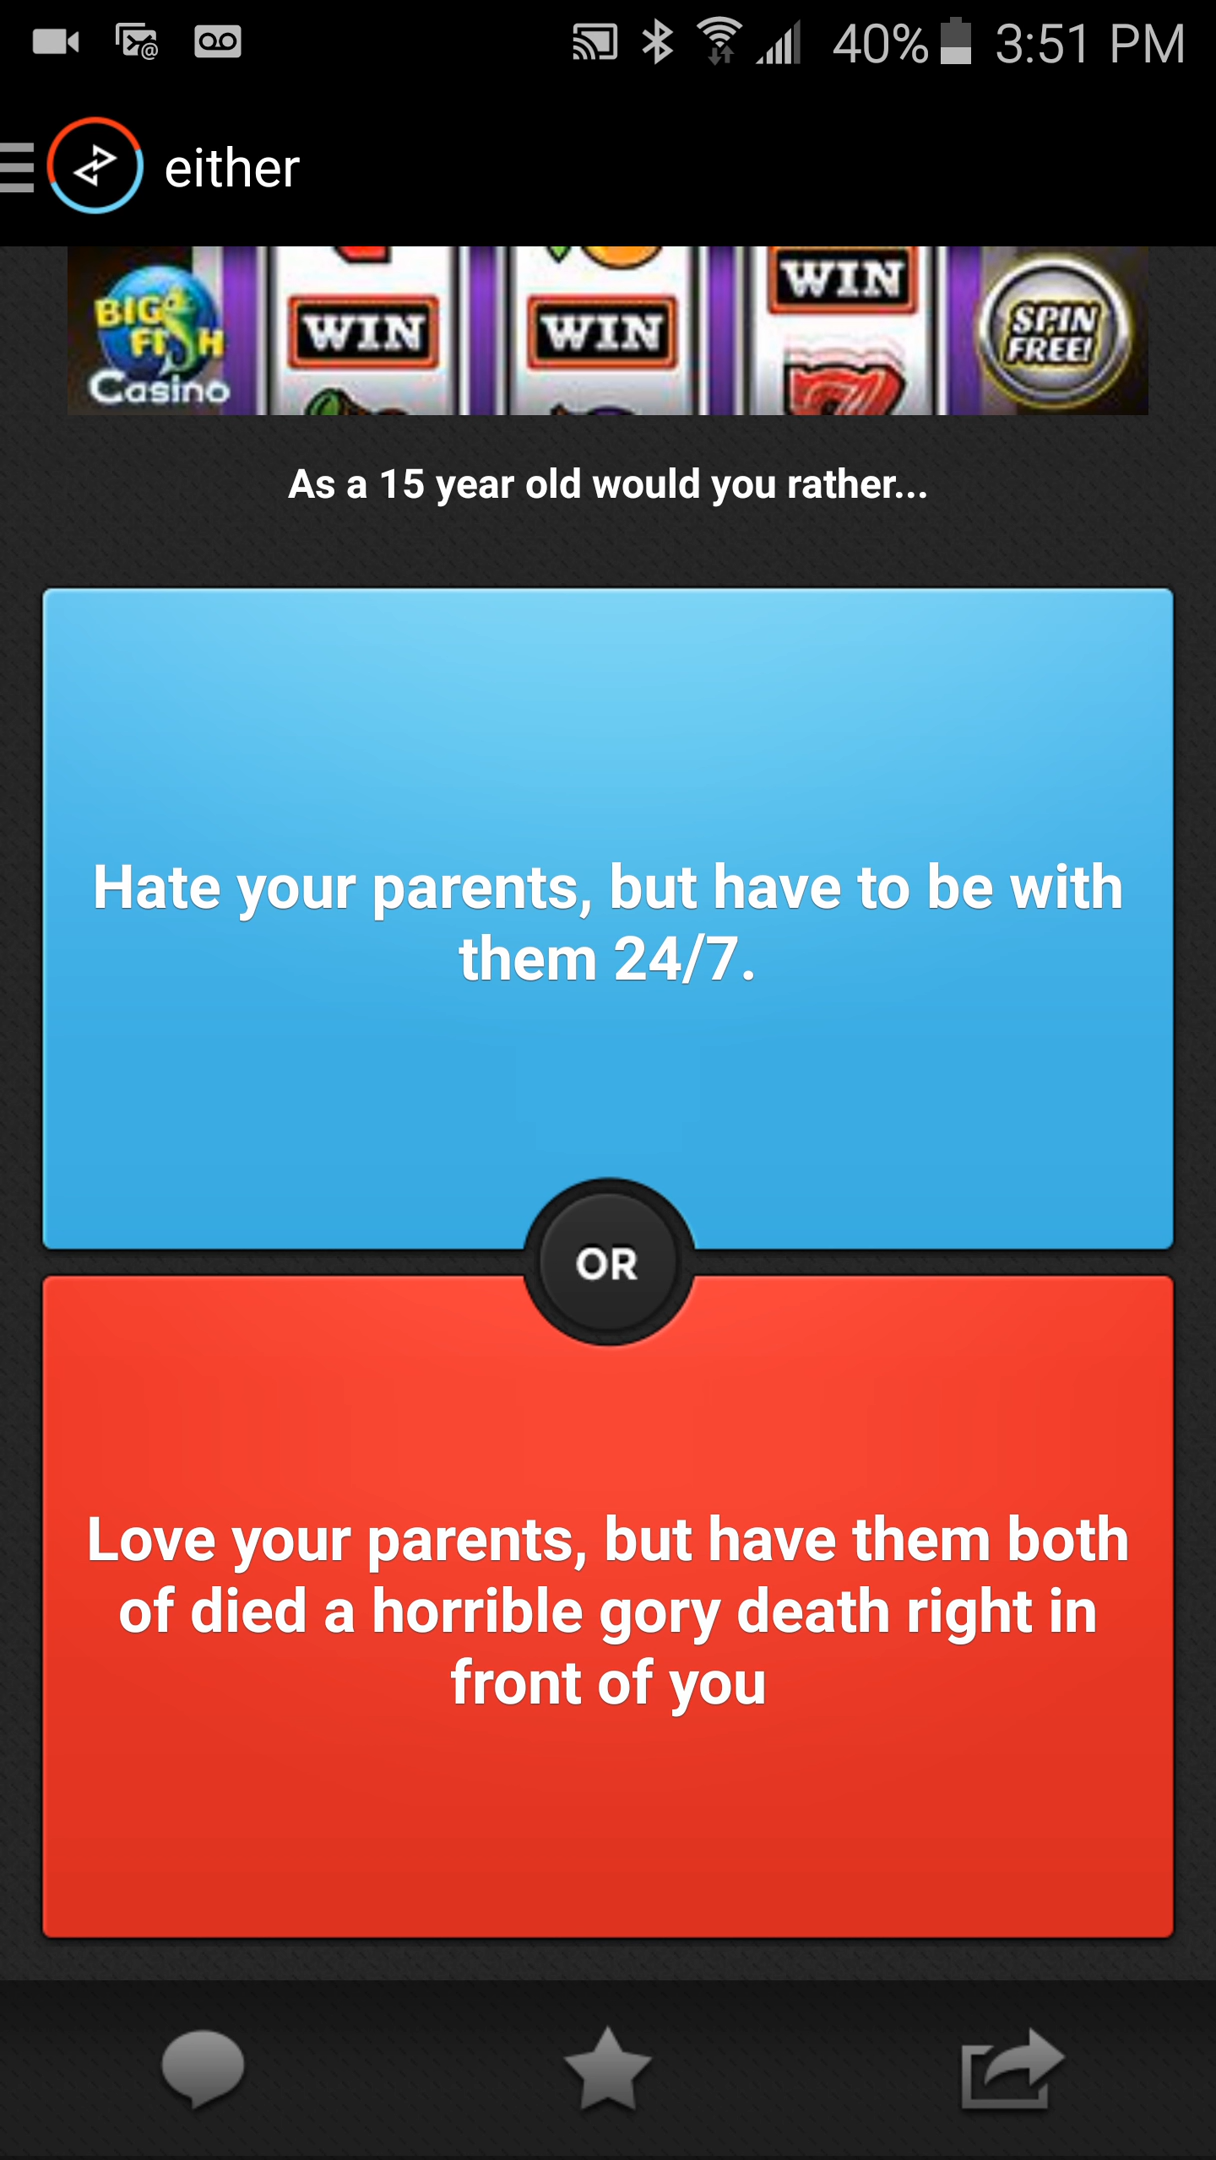 40% 3:51 PM
either
BIG FISH Casino
WIN
WIN
WIN
SPIN FREE!
As a 15 year old would you rather...
Hate your parents, but have to be with
them 24/7.
OR
Love your parents, but have them both
of died a horrible gory death right in
front of you